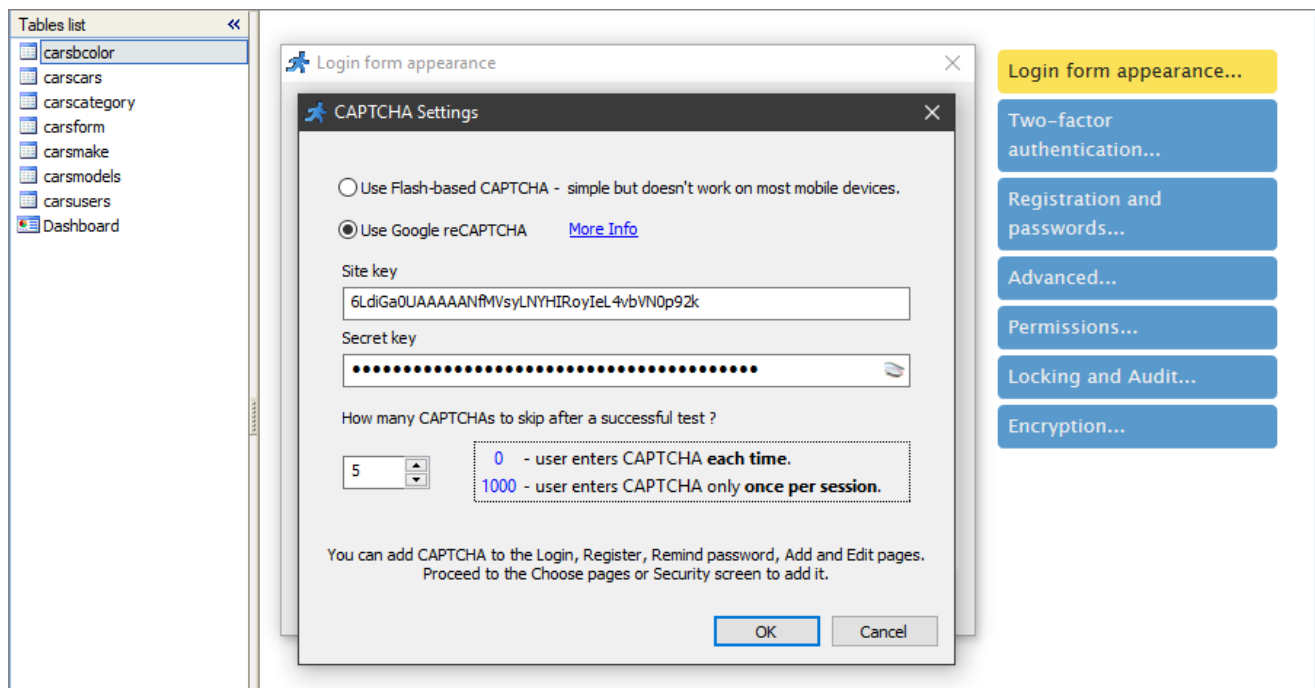 Tables list
carsbcolor
carscars
carscategory
carsform
carsmake
carsmodels
carsusers
Dashboard
Login form appearance
CAPTCHA Settings
Use Flash-based CAPTCHA - simple but doesn't work on most mobile devices.
Use Google reCAPTCHA More Info
Site key
6LdiGa0UAAAAANfMVsyLNYHIRoyIeL4vbVN0p92k
Secret key
How many CAPTCHAs to skip after a successful test ?
5
0 - user enters CAPTCHA each time.
1000 - user enters CAPTCHA only once per session.
You can add CAPTCHA to the Login, Register, Remind password, Add and Edit pages.
Proceed to the Choose pages or Security screen to add it.
OK Cancel
Login form appearance...
Two-factor
authentication...
Registration and
passwords...
Advanced...
Permissions...
Locking and Audit...
Encryption...